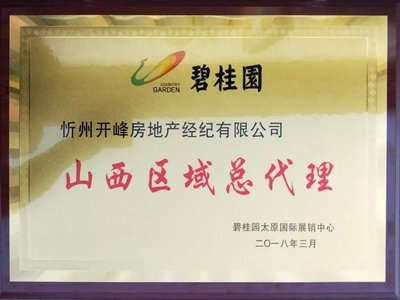 COUNTRY
GARDEN
碧桂園
忻州开峰房地产经纪有限公司
山西区域总代理
碧桂园太原国际展销中心
二〇一八年三月